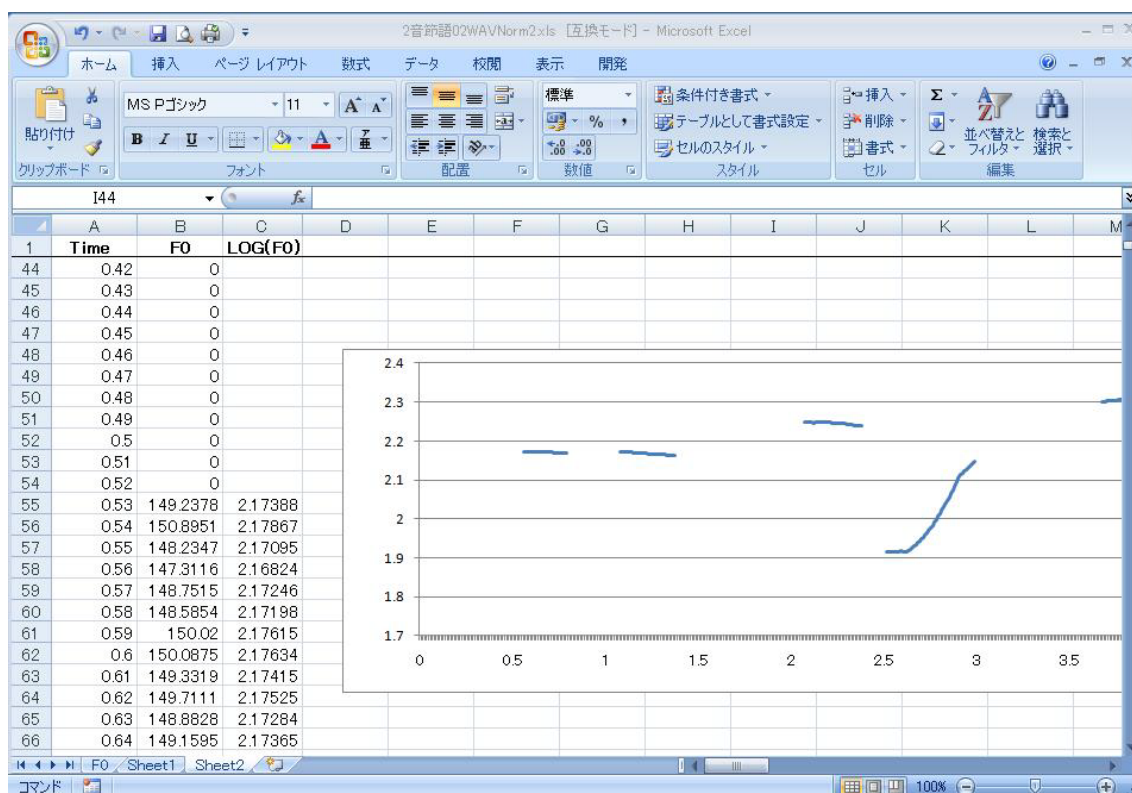 2音節語02WAVNorm2.xls [互換モード] - Microsoft Excel
ホーム 挿入 ページ レイアウト 数式 データ 校閲 表示 開発
MS Pゴシック 11 A A 標準 条件付き書式 挿入 Σ
貼り付け B I U A % , テーブルとして書式設定 削除 並べ替えと フィルタ 検索と 選択
セルのスタイル 書式
クリップボード フォント 配置 数値 スタイル セル 編集
I44 fx
A B C D E F G H I J K L M
1 Time F0 LOG(F0)
44 0.42 0
45 0.43 0
46 0.44 0
47 0.45 0
48 0.46 0
49 0.47 0
50 0.48 0
51 0.49 0
52 0.5 0
53 0.51 0
54 0.52 0
55 0.53 149.2378 2.17388
56 0.54 150.8951 2.17867
57 0.55 148.2347 2.17095
58 0.56 147.3116 2.16824
59 0.57 148.7515 2.17246
60 0.58 148.5854 2.17198
61 0.59 150.02 2.17615
62 0.6 150.0875 2.17634
63 0.61 149.3319 2.17415
64 0.62 149.7111 2.17525
65 0.63 148.8828 2.17284
66 0.64 149.1595 2.17365
2.4
2.3
2.2
2.1
2
1.9
1.8
1.7
0 0.5 1 1.5 2 2.5 3 3.5
F0 Sheet1 Sheet2
コマンド 100%